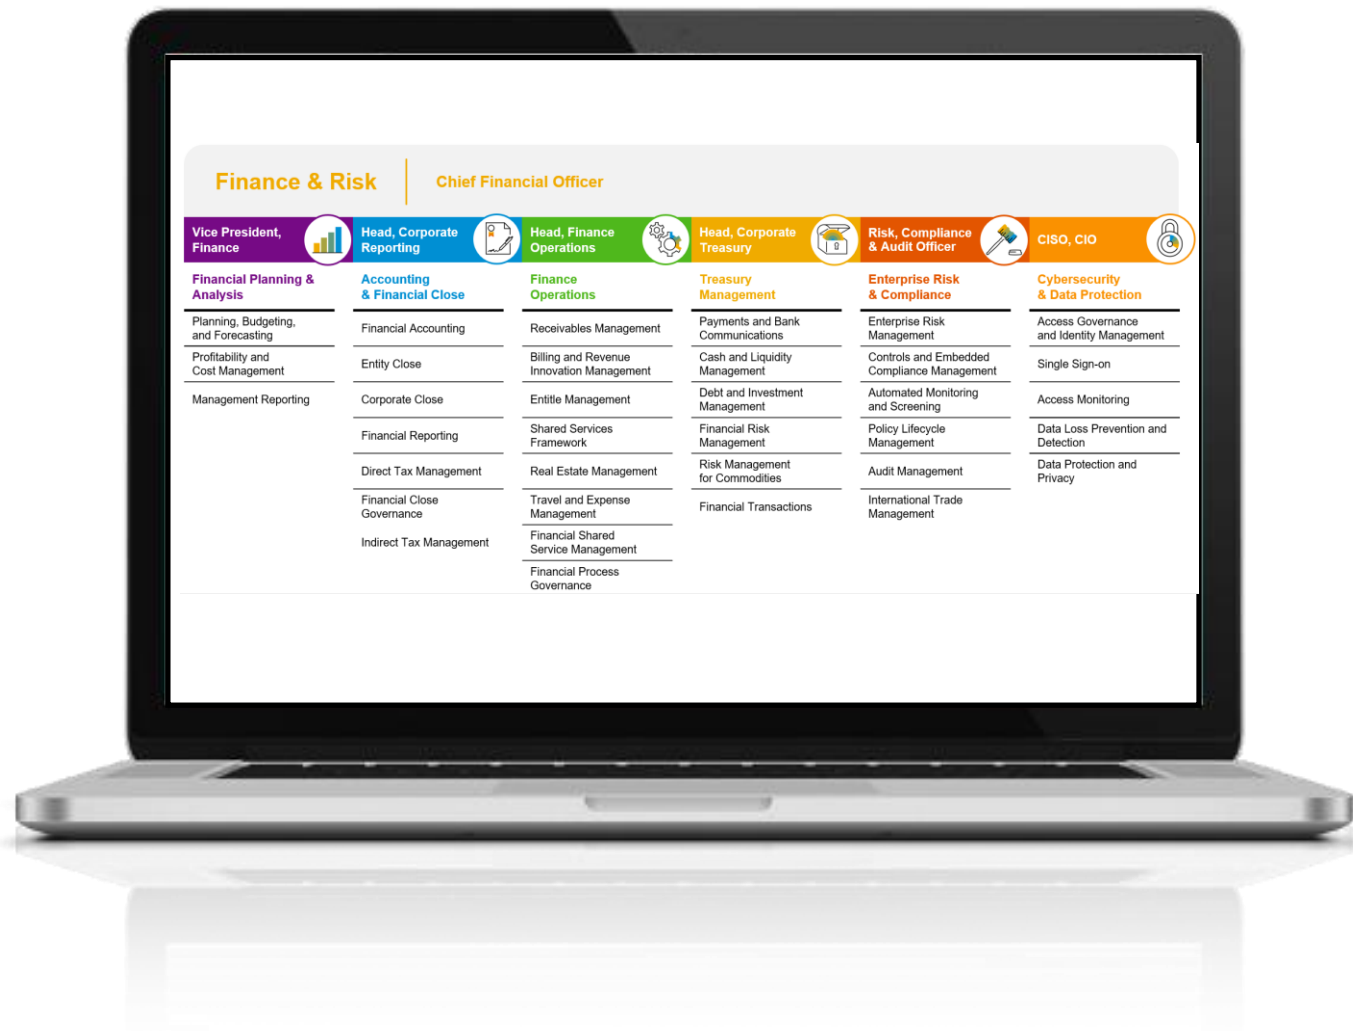 Finance & Risk
Chief Financial Officer
Vice President,
Finance
Head, Corporate
Reporting
Head, Finance
Operations
Head, Corporate
Treasury
Risk, Compliance
& Audit Officer
CISO, CIO
Financial Planning &
Analysis
Planning, Budgeting,
and Forecasting
Profitability and
Cost Management
Management Reporting
Accounting
& Financial Close
Financial Accounting
Entity Close
Corporate Close
Financial Reporting
Direct Tax Management
Financial Close
Governance
Indirect Tax Management
Finance
Operations
Receivables Management
Billing and Revenue
Innovation Management
Entitle Management
Shared Services
Framework
Real Estate Management
Travel and Expense
Management
Financial Shared
Service Management
Financial Process
Governance
Treasury
Management
Payments and Bank
Communications
Cash and Liquidity
Management
Debt and Investment
Management
Financial Risk
Management
Risk Management
for Commodities
Financial Transactions
Enterprise Risk
& Compliance
Enterprise Risk
Management
Controls and Embedded
Compliance Management
Automated Monitoring
and Screening
Policy Lifecycle
Management
Audit Management
International Trade
Management
Cybersecurity
& Data Protection
Access Governance
and Identity Management
Single Sign-on
Access Monitoring
Data Loss Prevention and
Detection
Data Protection and
Privacy